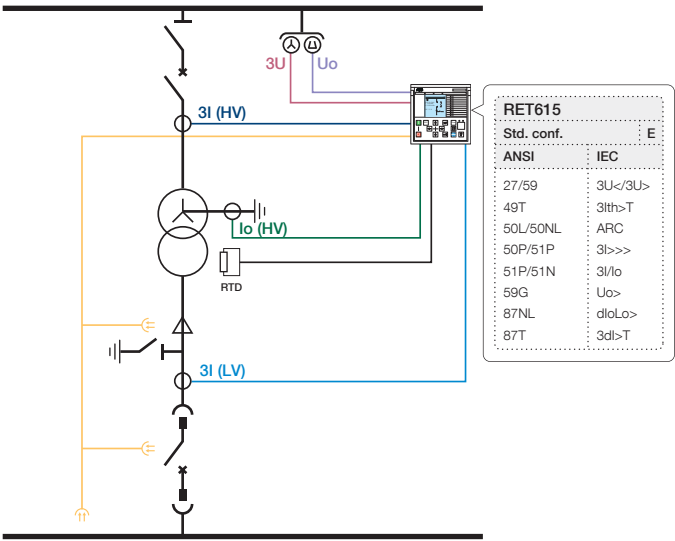 3U Uo
3I (HV)
Io (HV)
RTD
3I (LV)
RET615
Std. conf. E
ANSI IEC
27/59 3U</3U>
49T 3Ith>T
50L/50NL ARC
50P/51P 3I>>>
51P/51N 3I/Io
59G Uo>
87NL dIoLo>
87T 3dI>T